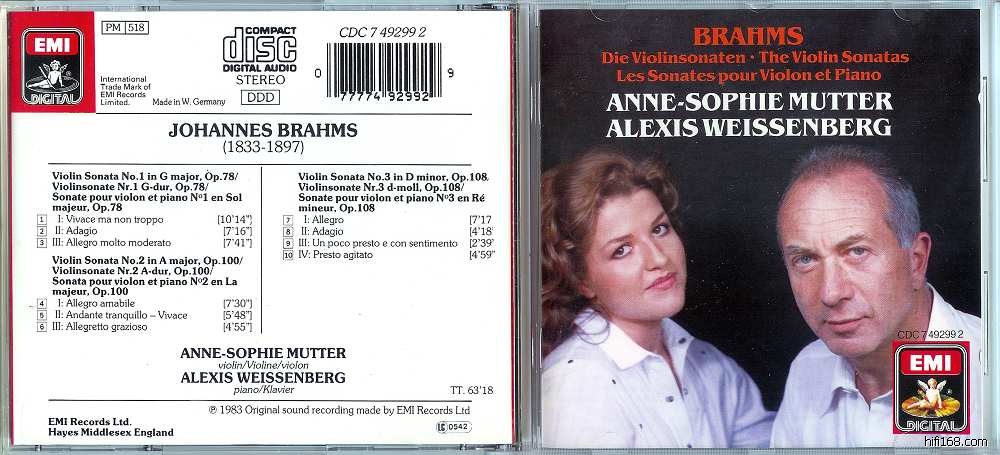 EMI
DIGITAL
PM 518
International
Trade Mark of
EMI Records
Limited.
Made in W. Germany
COMPACT
disc
DIGITAL AUDIO
STEREO
DDD
CDC 7 49299 2
0 77774 92992 9
JOHANNES BRAHMS
(1833-1897)
Violin Sonata No.1 in G major, Op.78/
Violinsonate Nr.1 G-dur, Op.78/
Sonate pour violon et piano Nº1 en Sol
majeur, Op.78
1 I: Vivace ma non troppo [10'14"]
2 II: Adagio [7'16"]
3 III: Allegro molto moderato [7'41"]
Violin Sonata No.2 in A major, Op.100/
Violinsonate Nr.2 A-dur, Op.100/
Sonata pour violon et piano Nº2 en La
majeur, Op.100
4 I: Allegro amabile [7'30"]
5 II: Andante tranquillo – Vivace [5'48"]
6 III: Allegretto grazioso [4'55"]
Violin Sonata No.3 in D minor, Op.108/
Violinsonate Nr.3 d-moll, Op.108/
Sonate pour violon et piano Nº3 en Ré
mineur, Op.108
7 I: Allegro [7'17
8 II: Adagio [4'18'
9 III: Un poco presto e con sentimento [2'39'
10 IV: Presto agitato [4'59"
ANNE-SOPHIE MUTTER
violin/Violine/violon
ALEXIS WEISSENBERG
piano/Klavier
TT. 63'18
℗ 1983 Original sound recording made by EMI Records Ltd
EMI Records Ltd.
Hayes Middlesex England
LC 0542
BRAHMS
Die Violinsonaten · The Violin Sonatas
Les Sonates pour Violon et Piano
ANNE-SOPHIE MUTTER
ALEXIS WEISSENBERG
CDC 7 49299 2
EMI
DIGITAL
hifi168.com